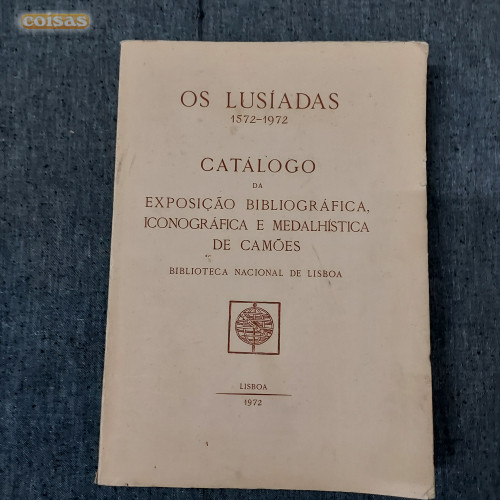 coisas
OS LUSÍADAS
1572-1972
CATÁLOGO
DA
EXPOSIÇÃO BIBLIOGRÁFICA,
ICONOGRÁFICA E MEDALHÍSTICA
DE CAMÕES
BIBLIOTECA NACIONAL DE LISBOA
LISBOA
1972